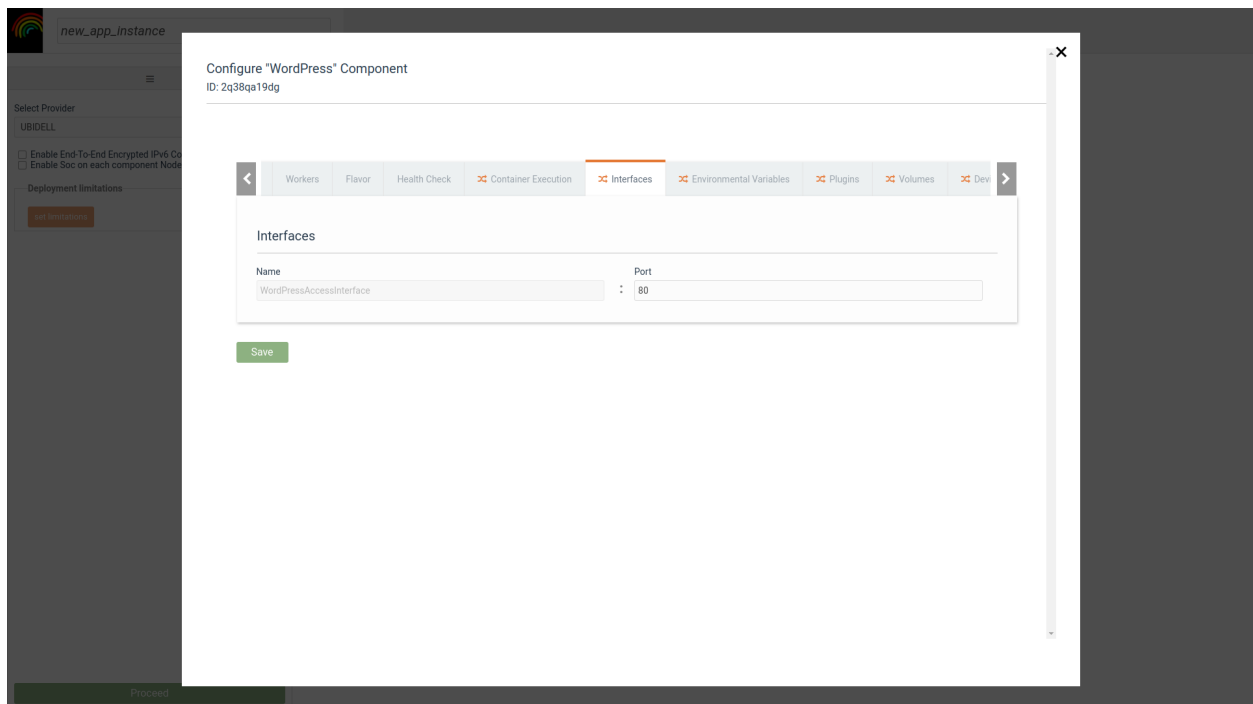 new_app_Instance
Configure "WordPress" Component
ID: 2q38qa19dg
Select Provider
UBIDELL
Enable End-To-End Encrypted IPv6 Co
Enable Soc on each component Node
Deployment limitations
set limitations
Workers Flavor Health Check Container Execution Interfaces Environmental Variables Plugins Volumes Devi
Interfaces
Name Port
WordPressAccessInterface : 80
Save
Proceed